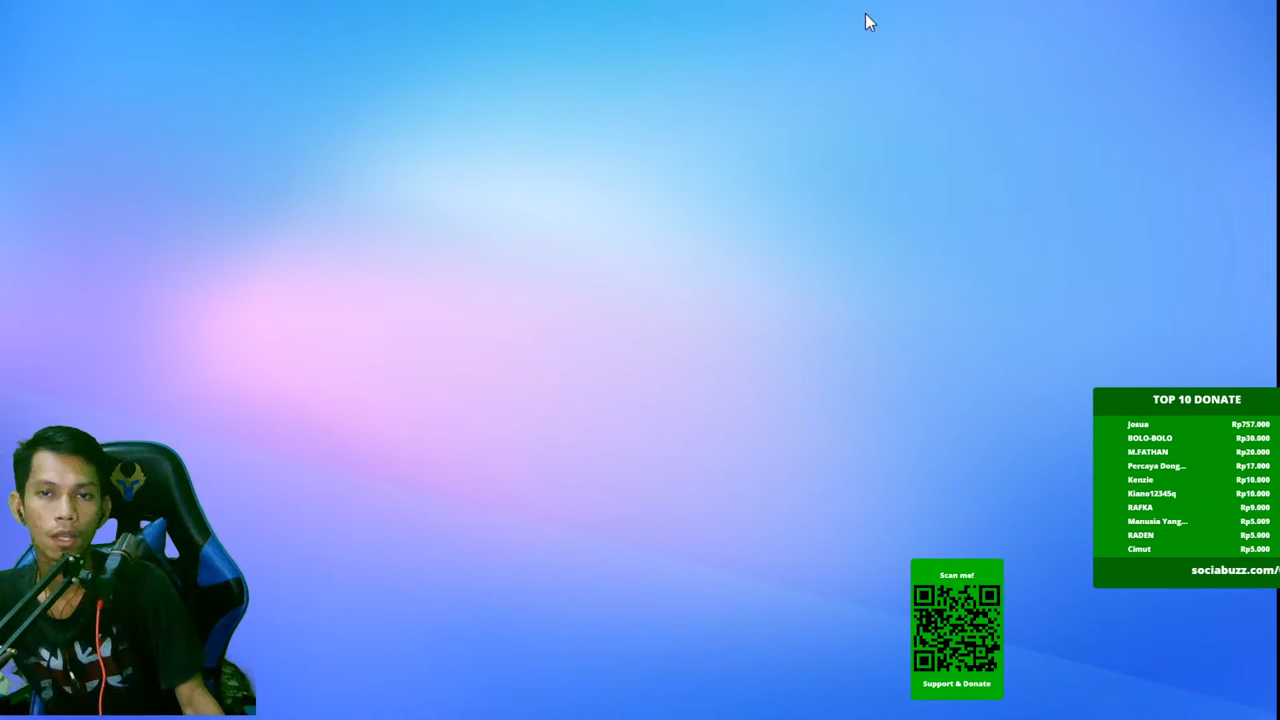 TOP 10 DONATE
Josua Rp757.000
BOLO-BOLO Rp30.000
M.FATHAN Rp20.000
Percaya Dong... Rp17.000
Kenzie Rp10.000
Kiano12345q Rp10.000
RAFKA Rp9.000
Manusia Yang... Rp5.009
RADEN Rp5.000
Cimut Rp5.000
sociabuzz.com/
Scan me!
Support & Donate